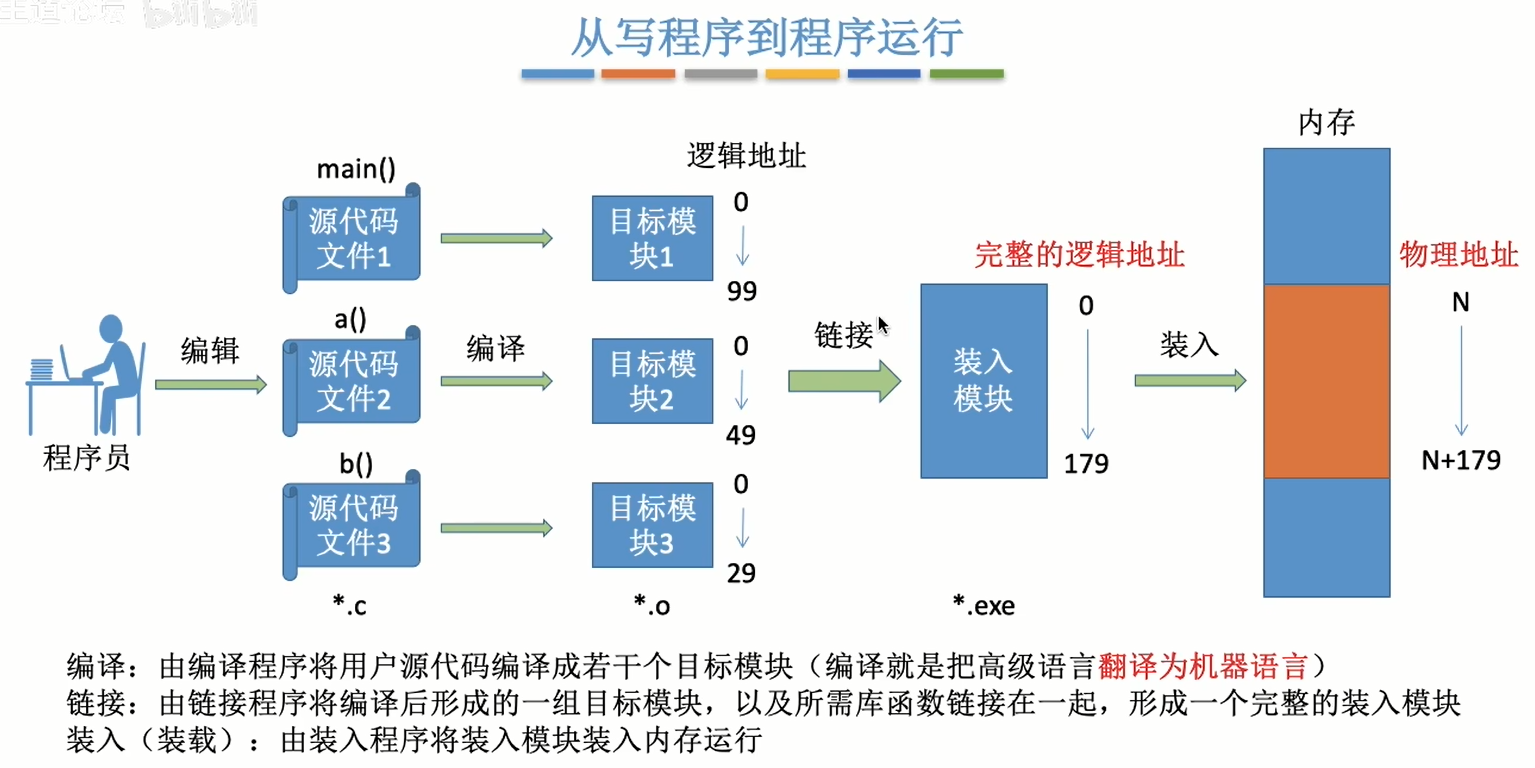 王道论坛 bilibili
从写程序到程序运行
内存
main()
逻辑地址
源代码
文件1
目标模
块1
0
99
完整的逻辑地址
物理地址
a()
编辑
源代码
文件2
编译
目标模
块2
0
49
链接
装入
模块
0
179
装入
N
N+179
程序员
b()
源代码
文件3
目标模
块3
0
29
*.c
*.o
*.exe
编译：由编译程序将用户源代码编译成若干个目标模块（编译就是把高级语言翻译为机器语言）
链接：由链接程序将编译后形成的一组目标模块，以及所需库函数链接在一起，形成一个完整的装入模块
装入（装载）：由装入程序将装入模块装入内存运行